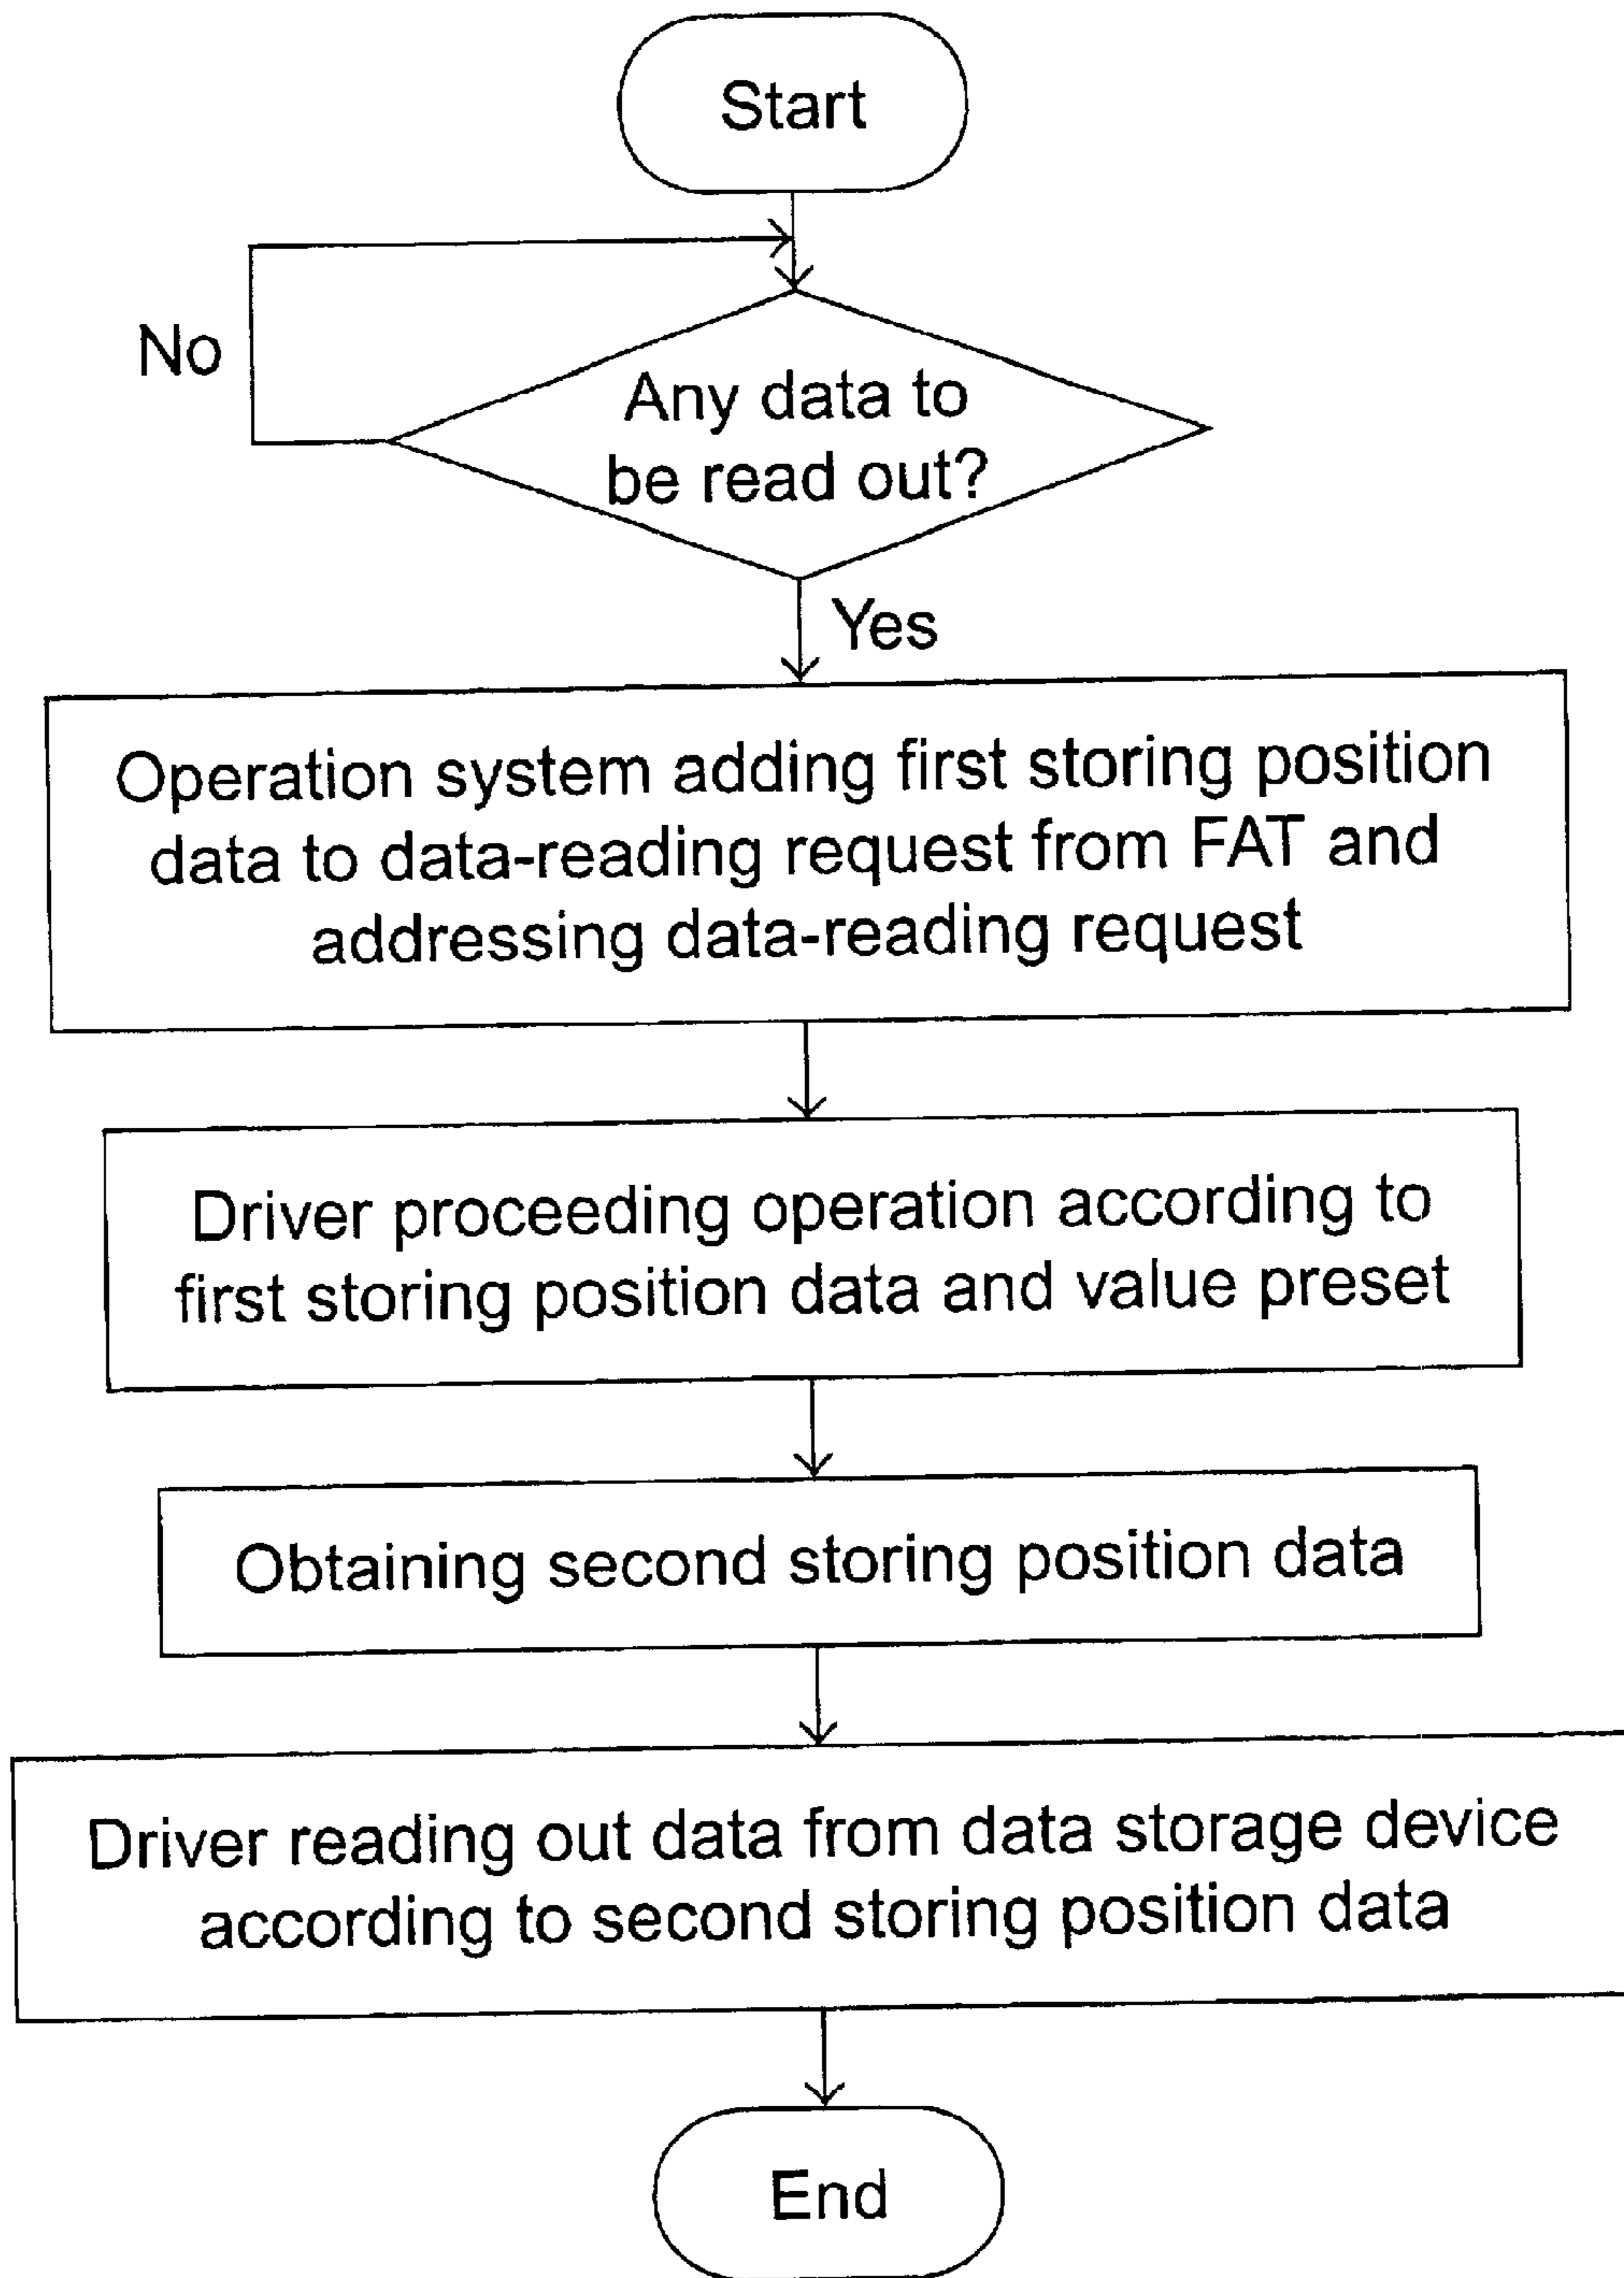 Start
No
Any data to
be read out?
Yes
Operation system adding first storing position
data to data-reading request from FAT and
addressing data-reading request
Driver proceeding operation according to
first storing position data and value preset
Obtaining second storing position data
Driver reading out data from data storage device
according to second storing position data
End